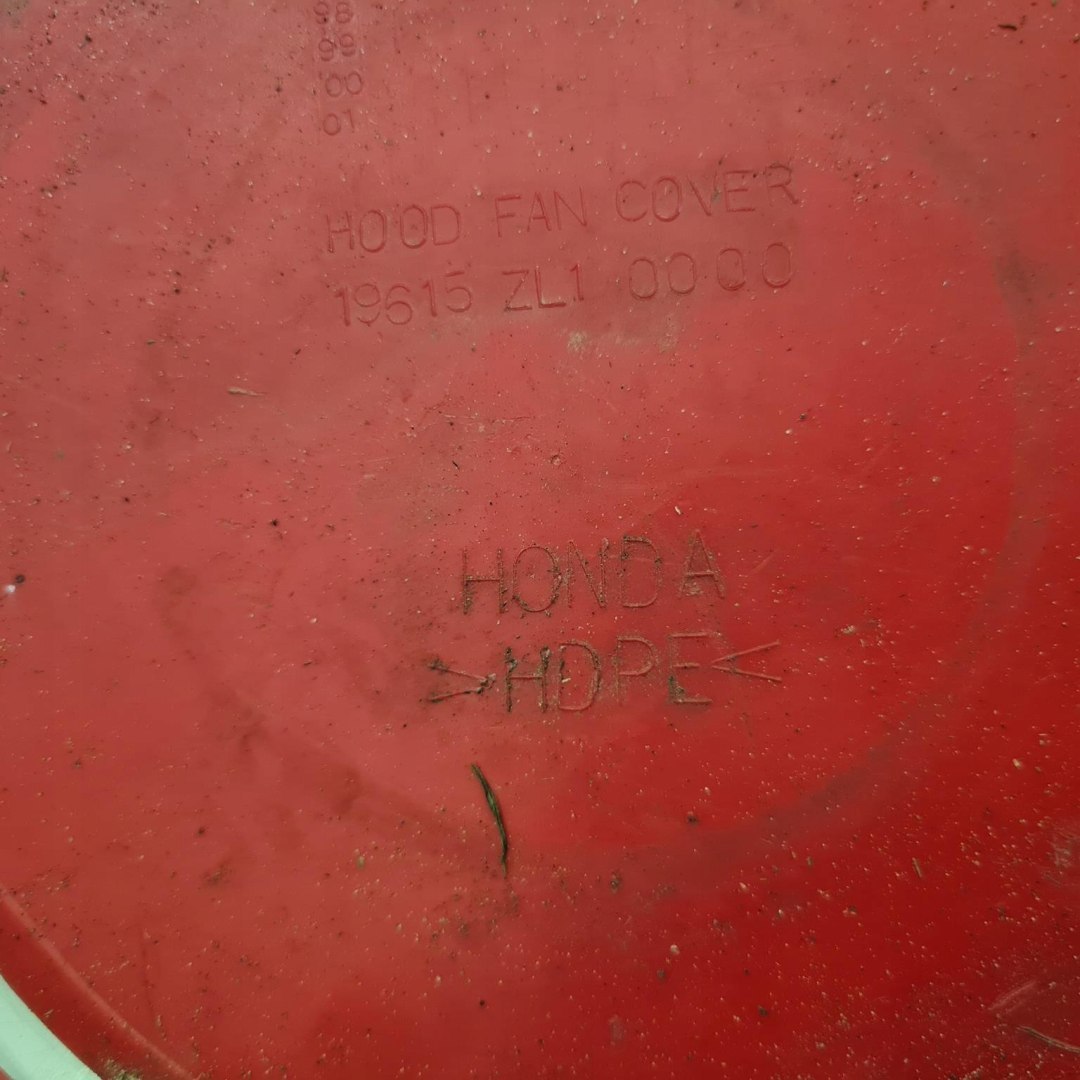 98
99
00
01
HOOD FAN COVER
19615 ZL1 0000
HONDA
>HDPE<